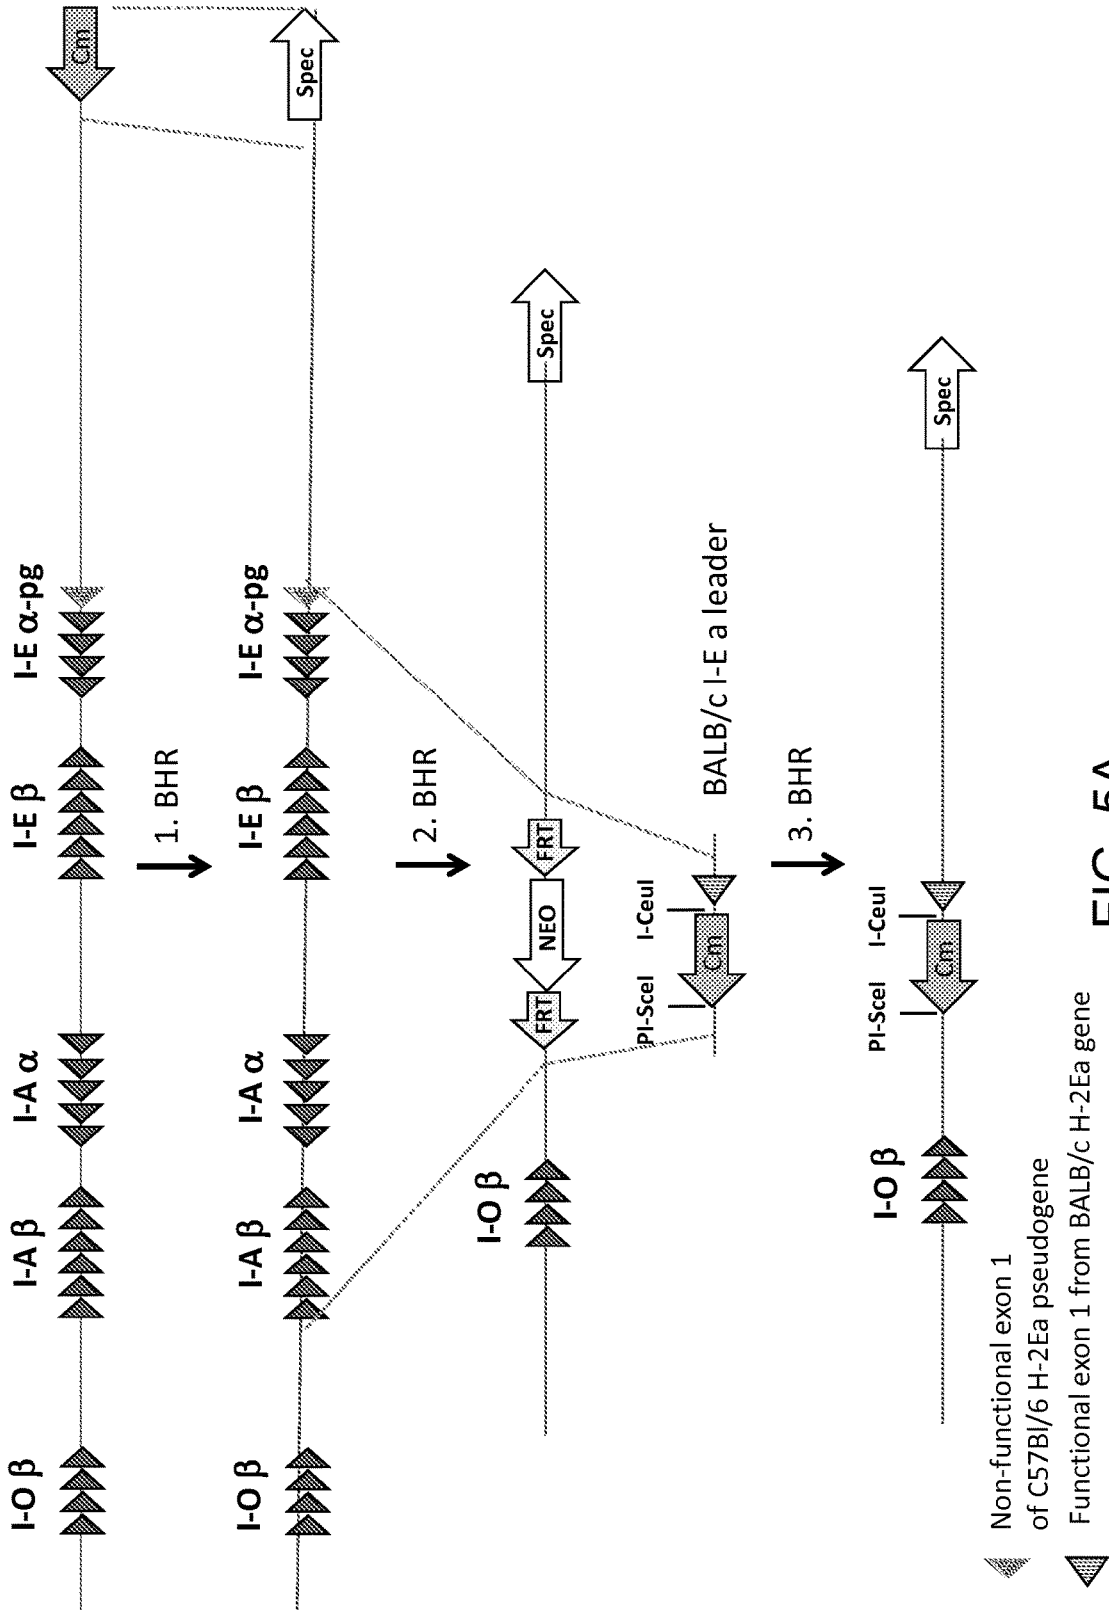 I-O β I-A β I-A α I-E β I-E α-pg
Cm
1. BHR
I-O β I-A β I-A α I-E β I-E α-pg
Spec
2. BHR
I-O β
FRT NEO FRT
Spec
PI-SceI I-CeuI
Cm
BALB/c I-E a leader
3. BHR
I-O β
PI-SceI I-CeuI
Cm
Spec
Non-functional exon 1
of C57Bl/6 H-2Ea pseudogene
Functional exon 1 from BALB/c H-2Ea gene
FIG. 5A